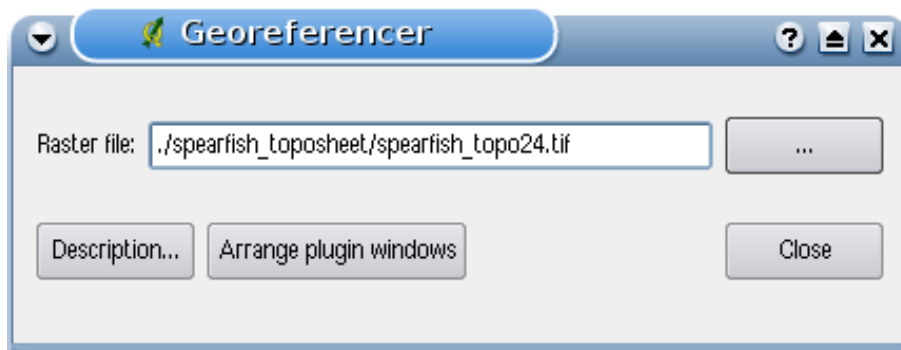 Georeferencer
?
Raster file: ./spearfish_toposheet/spearfish_topo24.tif ...
Description... Arrange plugin windows Close